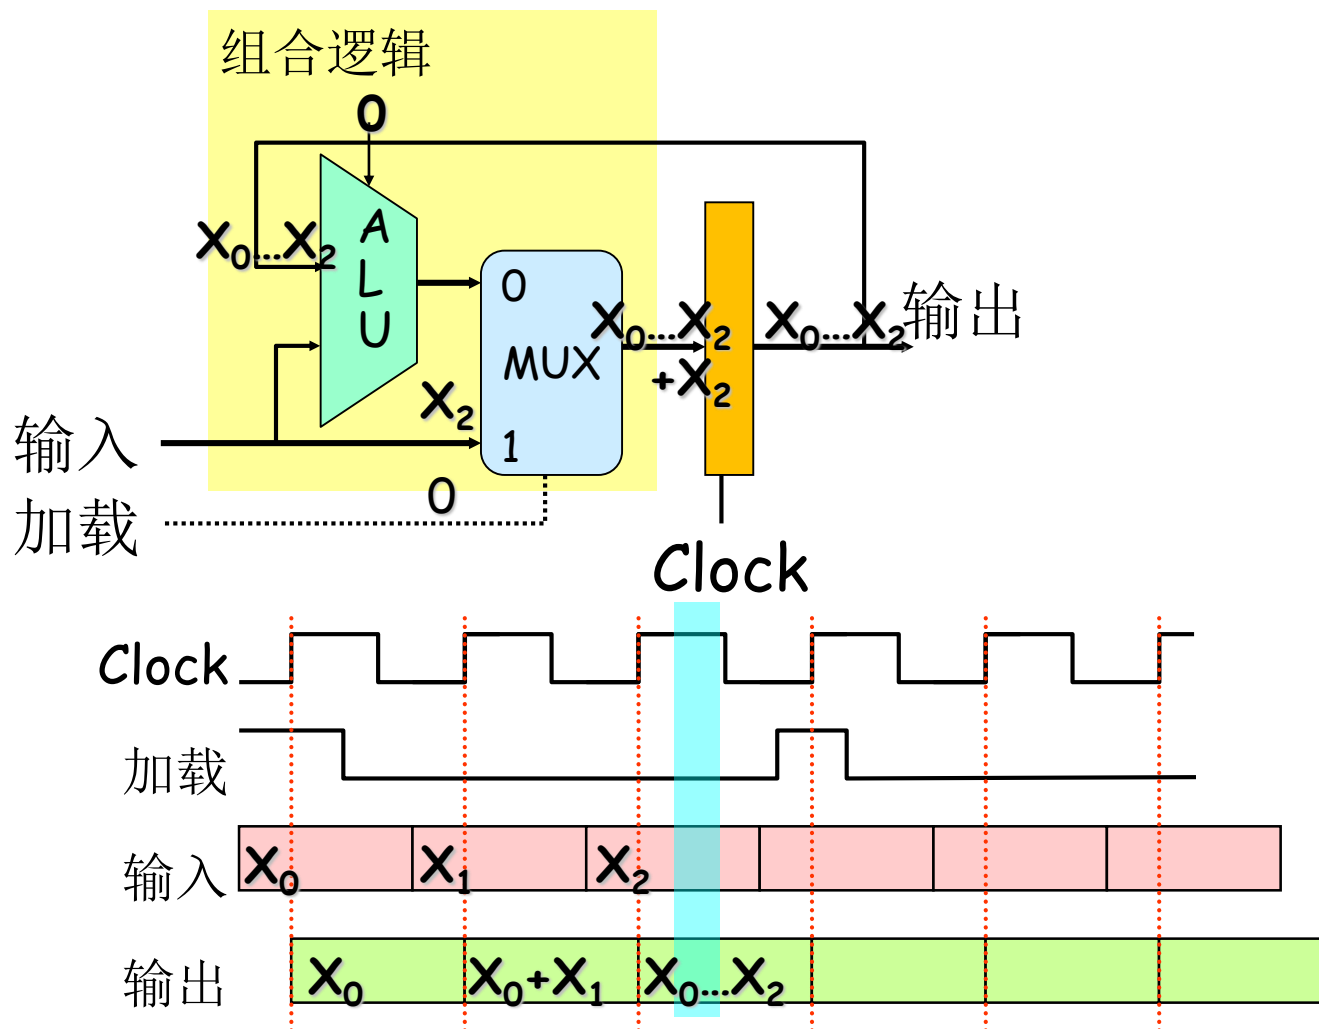 组合逻辑
0
X₀...X₂
A
L
U
0
MUX
1
X₂
X₀...X₂
+X₂
X₀...X₂
输出
输入
加载
0
Clock
Clock
加载
输入
X₀
X₁
X₂
输出
X₀
X₀+X₁
X₀...X₂